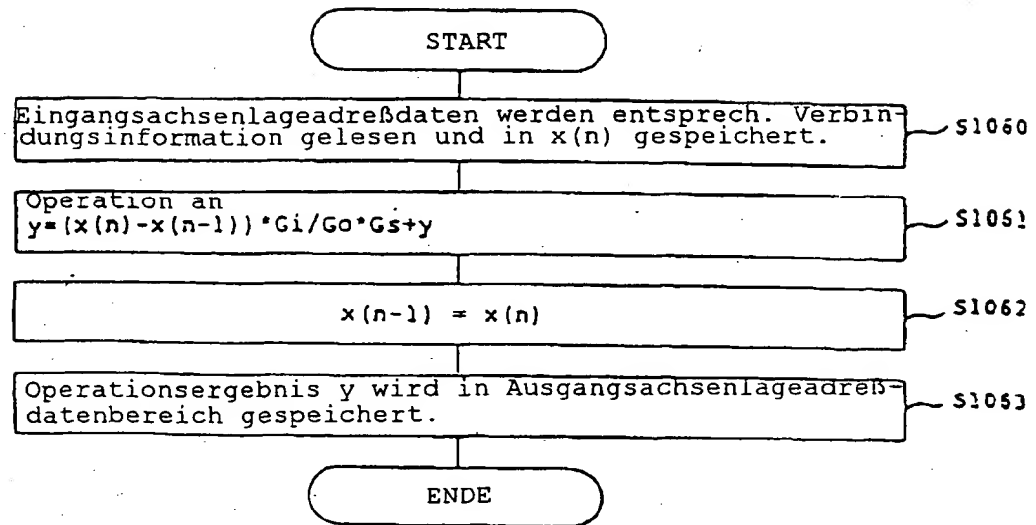 START
Eingangsachsenlageadreßdaten werden entsprech. Verbin-
dungsinformation gelesen und in x(n) gespeichert.
S1060
Operation an
y=(x(n)-x(n-1))*Gi/Go*Gs+y
S1061
x(n-1) = x(n)
S1062
Operationsergebnis y wird in Ausgangsachsenlageadreß-
datenbereich gespeichert.
S1063
ENDE